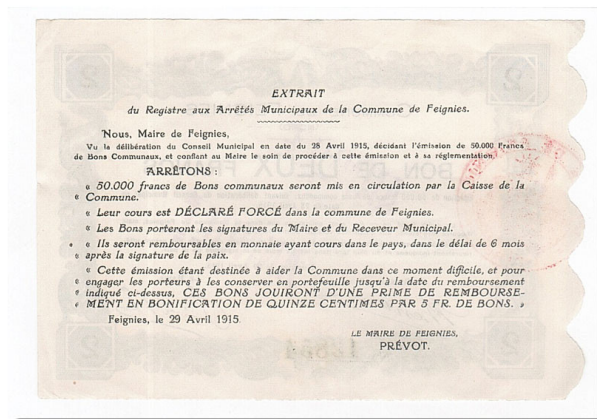 EXTRAIT
du Registre aux Arrêtés Municipaux de la Commune de Feignies.
Nous, Maire de Feignies,
Vu la délibération du Conseil Municipal en date du 28 Avril 1915, décidant l'émission de 50.000 Francs
de Bons Communaux, et confiant au Maire le soin de procéder à cette émission et à sa réglementation,
ARRÊTONS :
« 50.000 francs de Bons communaux seront mis en circulation par la Caisse de la
« Commune.
« Leur cours est DÉCLARÉ FORCÉ dans la commune de Feignies.
« Les Bons porteront les signatures du Maire et du Receveur Municipal.
« Ils seront remboursables en monnaie ayant cours dans le pays, dans le délai de 6 mois
« après la signature de la paix.
« Cette émission étant destinée à aider la Commune dans ce moment difficile, et pour
« engager les porteurs à les conserver en portefeuille jusqu'à la date du remboursement
« indiqué ci-dessus, CES BONS JOUIRONT D'UNE PRIME DE REMBOURSE-
« MENT EN BONIFICATION DE QUINZE CENTIMES PAR 5 FR. DE BONS. »
Feignies, le 29 Avril 1915.
LE MAIRE DE FEIGNIES,
PRÉVOT.